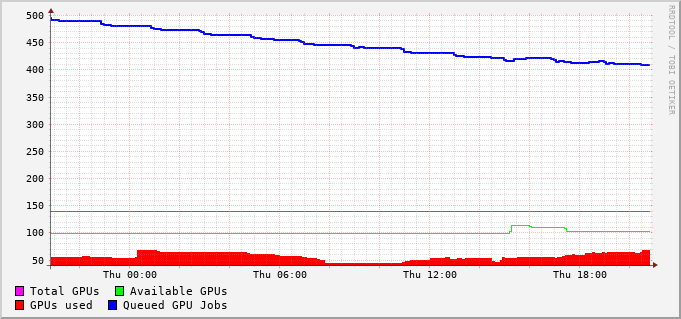 RRDTOOL / TOBI OETIKER
500
450
400
350
300
250
200
150
100
50
Thu 00:00 Thu 06:00 Thu 12:00 Thu 18:00
Total GPUs Available GPUs
GPUs used Queued GPU Jobs